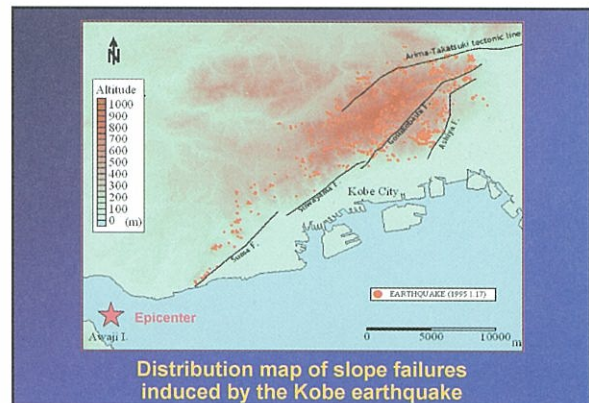 N
Arima-Takatsuki tectonic line
Altitude
1000
900
800
700
600
500
400
300
200
100
0 (m)
Ashiya F.
Kobe City
Suwayama F.
Suma F.
EARTHQUAKE (1995.1.17)
Epicenter
Awaji I.
0 5000 10000
m
Distribution map of slope failures
induced by the Kobe earthquake